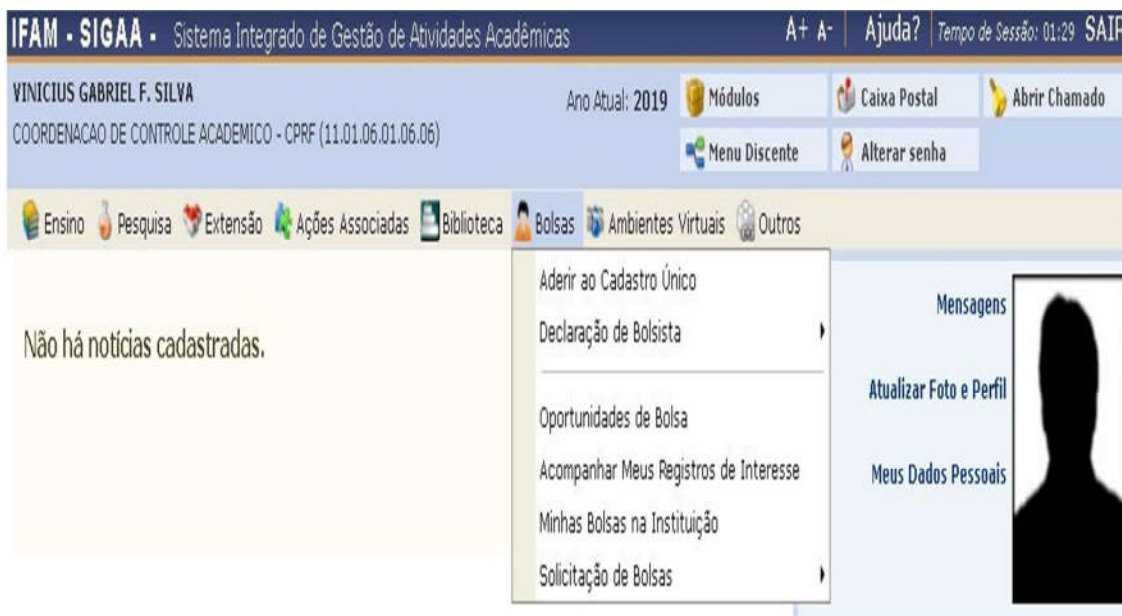 IFAM - SIGAA - Sistema Integrado de Gestão de Atividades Acadêmicas A+ A- Ajuda? Tempo de Sessão: 01:29 SAIR
VINICIUS GABRIEL F. SILVA Ano Atual: 2019 Módulos Caixa Postal Abrir Chamado
COORDENACAO DE CONTROLE ACADEMICO - CPRF (11.01.06.01.06.06)
Menu Discente Alterar senha
Ensino Pesquisa Extensão Ações Associadas Biblioteca Bolsas Ambientes Virtuais Outros
Aderir ao Cadastro Único
Declaração de Bolsista
Oportunidades de Bolsa
Acompanhar Meus Registros de Interesse
Minhas Bolsas na Instituição
Solicitação de Bolsas
Não há notícias cadastradas.
Mensagens
Atualizar Foto e Perfil
Meus Dados Pessoais